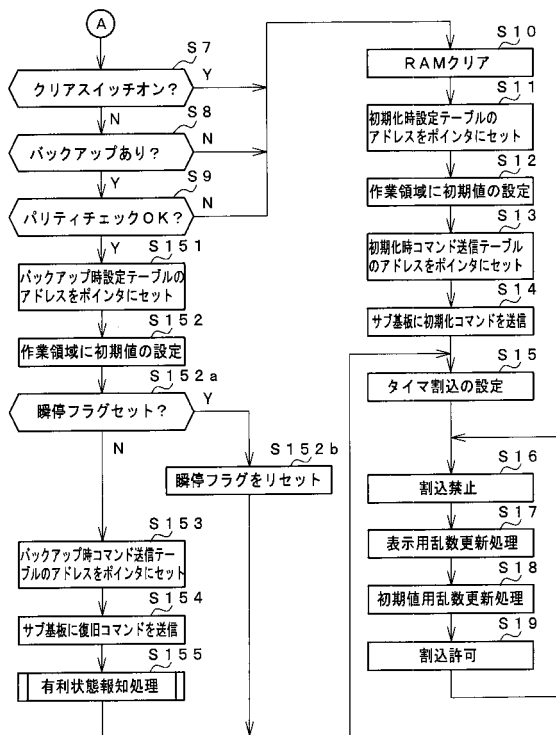 A
S7
クリアスイッチオン?
Y
N
S8
バックアップあり?
N
Y
S9
パリティチェックOK?
N
Y
S151
バックアップ時設定テーブルの
アドレスをポインタにセット
S152
作業領域に初期値の設定
S152a
瞬停フラグセット?
Y
N
S152b
瞬停フラグをリセット
S153
バックアップ時コマンド送信テー
ブルのアドレスをポインタにセット
S154
サブ基板に復旧コマンドを送信
S155
有利状態報知処理
S10
RAMクリア
S11
初期化時設定テーブルの
アドレスをポインタにセット
S12
作業領域に初期値の設定
S13
初期化時コマンド送信テーブル
のアドレスをポインタにセット
S14
サブ基板に初期化コマンドを送信
S15
タイマ割込の設定
S16
割込禁止
S17
表示用乱数更新処理
S18
初期値用乱数更新処理
S19
割込許可